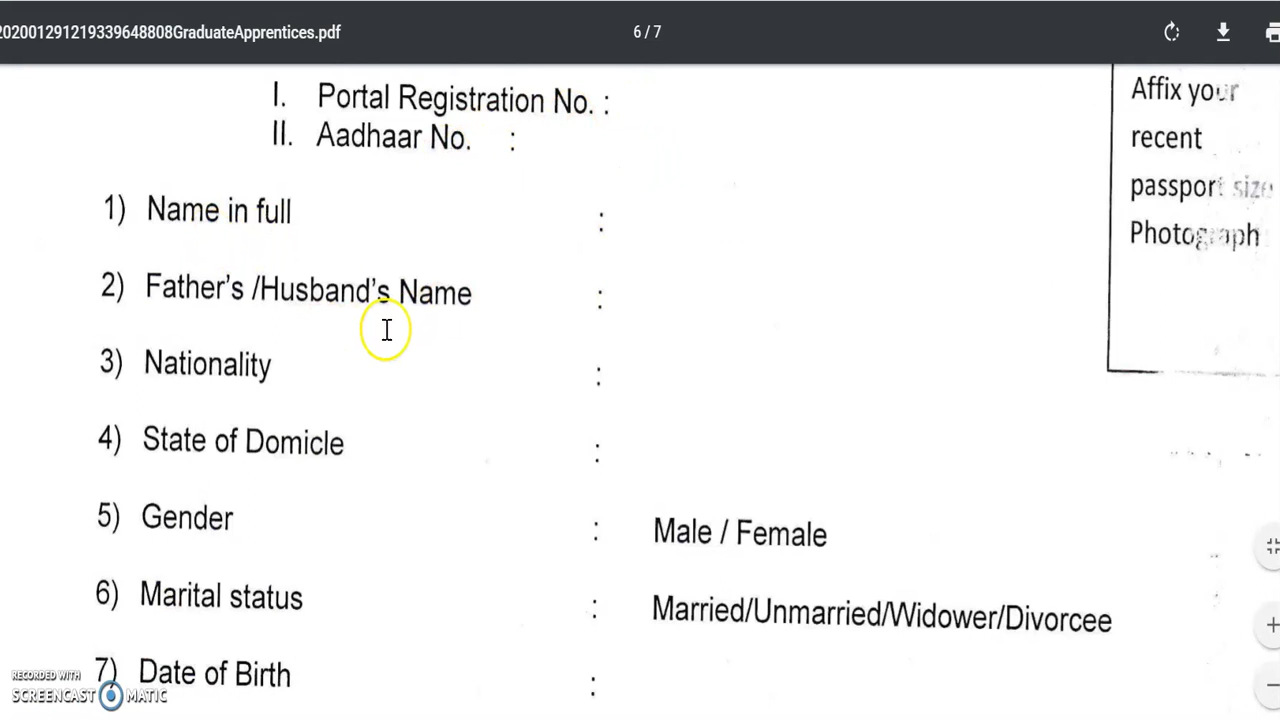 202001291219339648808GraduateApprentices.pdf
6 / 7
I. Portal Registration No. :
II. Aadhaar No. :
Affix your
recent
passport size
Photograph
1) Name in full :
2) Father's /Husband's Name :
3) Nationality :
4) State of Domicle :
5) Gender : Male / Female
6) Marital status : Married/Unmarried/Widower/Divorcee
7) Date of Birth :
RECORDED WITH
SCREENCAST MATIC